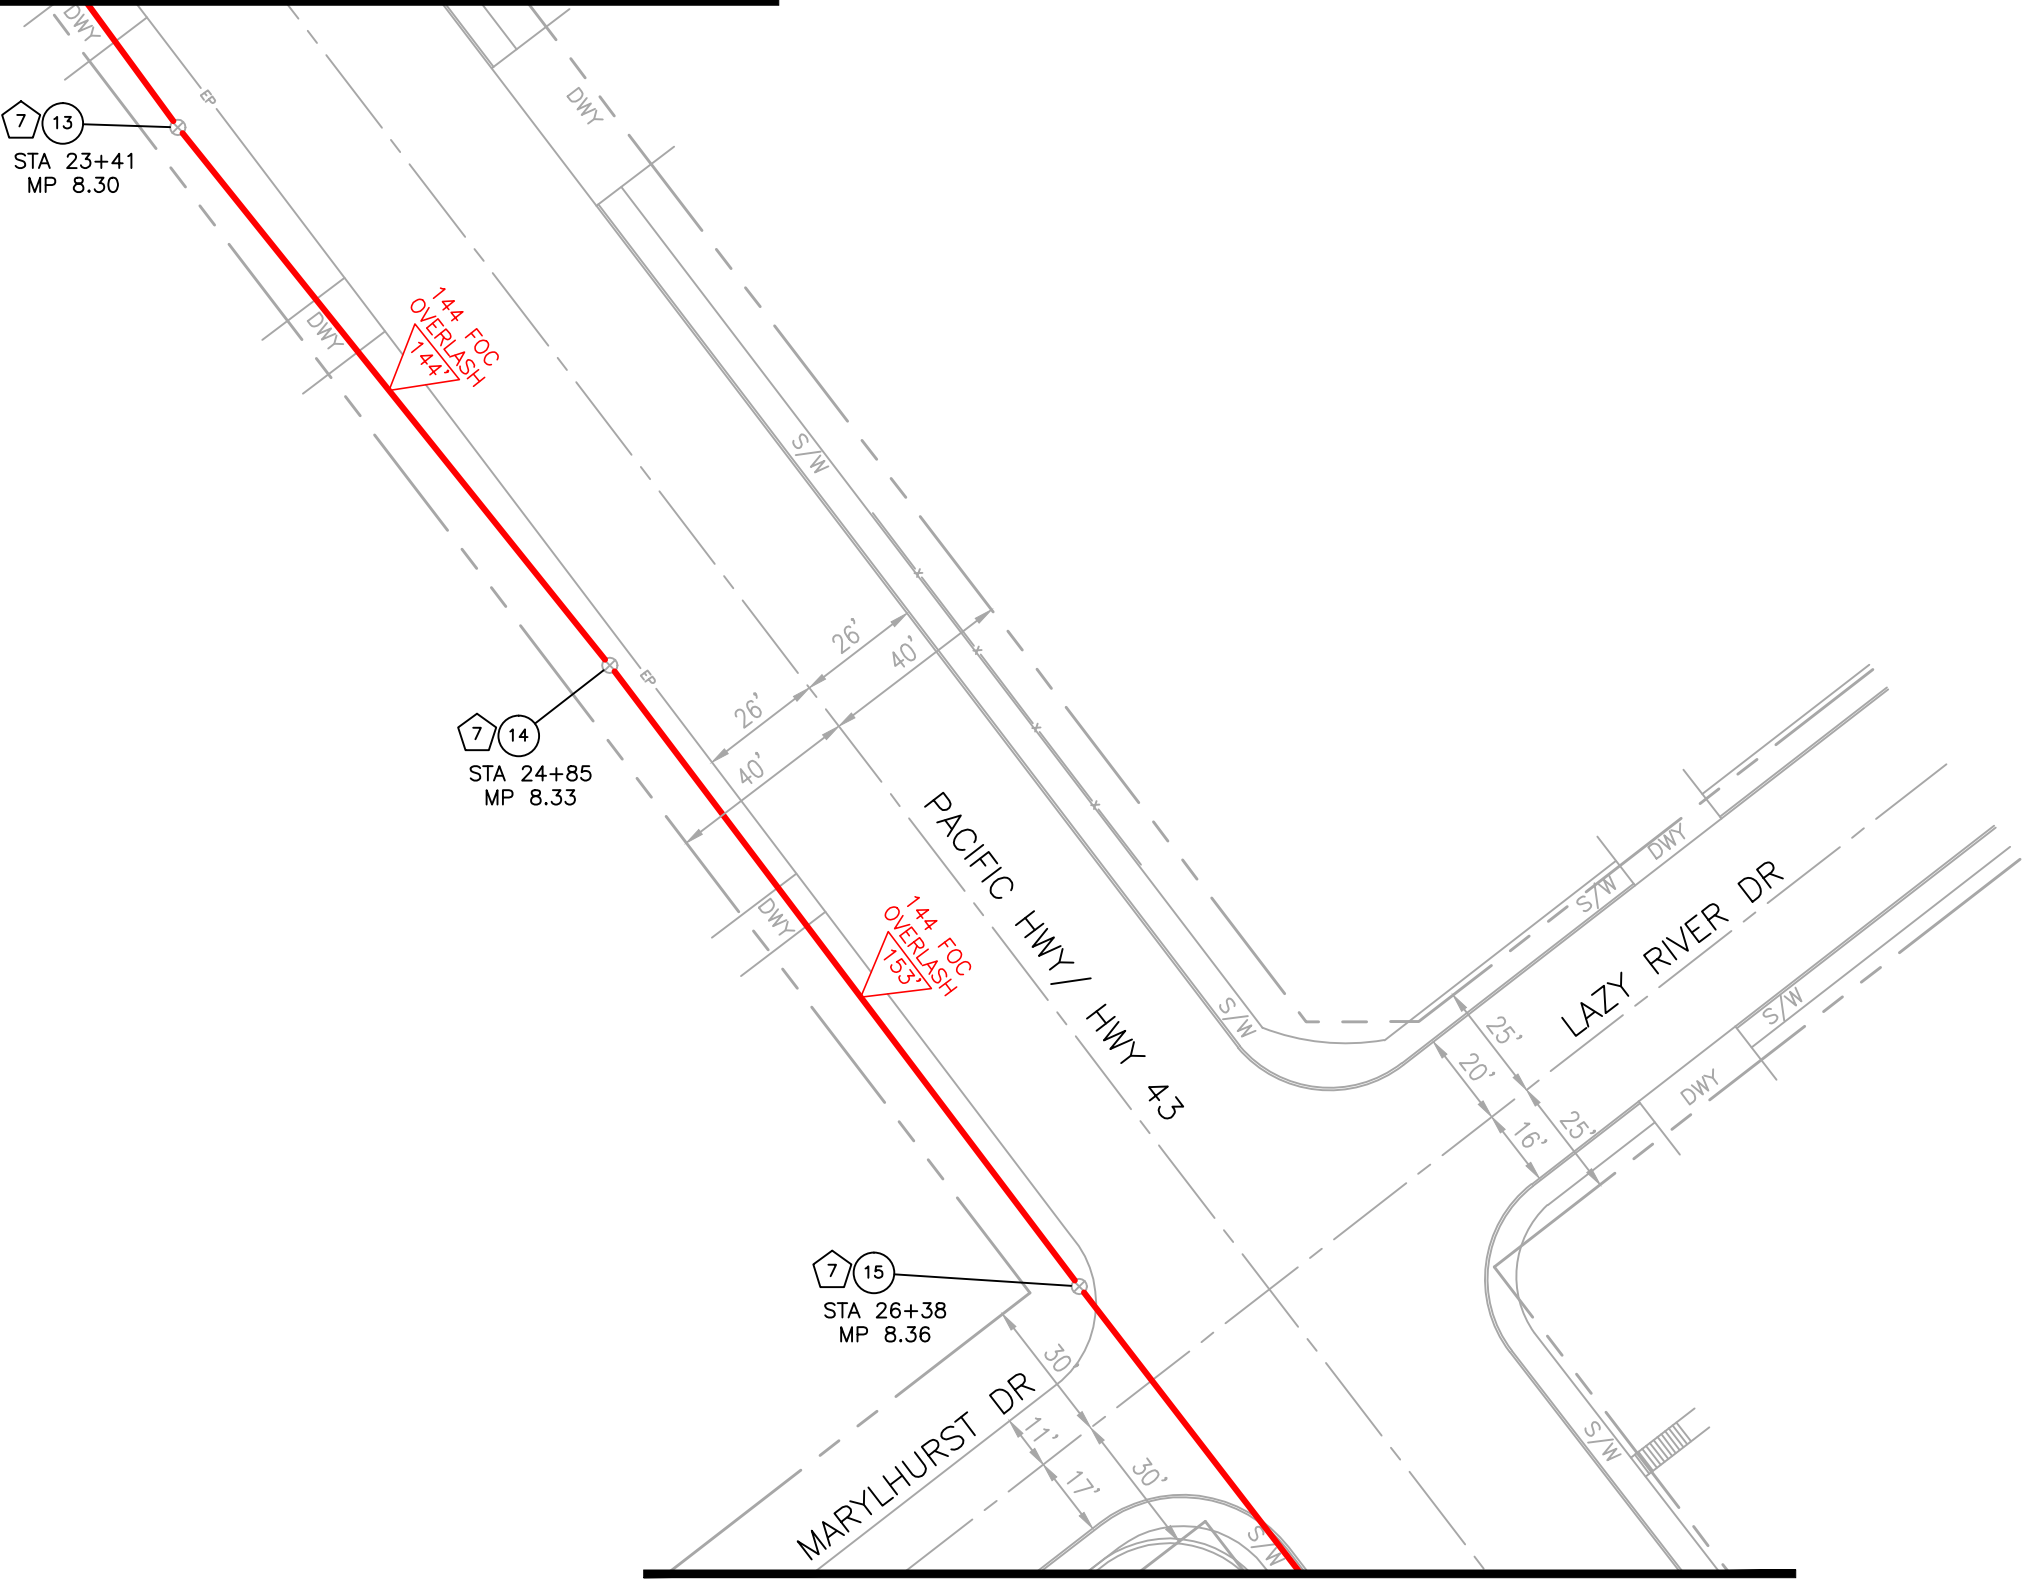 DWY
EP
DWY
7 13
STA 23+41
MP 8.30
DWY
144 FOC
OVERLASH
144'
S/W
26'
40'
26'
40'
EP
7 14
STA 24+85
MP 8.33
DWY
144 FOC
OVERLASH
153'
PACIFIC HWY/ HWY 43
S/W
DWY
S/W
LAZY RIVER DR
S/W
DWY
25'
20'
25'
16'
7 15
STA 26+38
MP 8.36
30'
11'
30'
17'
MARYLHURST DR
S/W
S/W